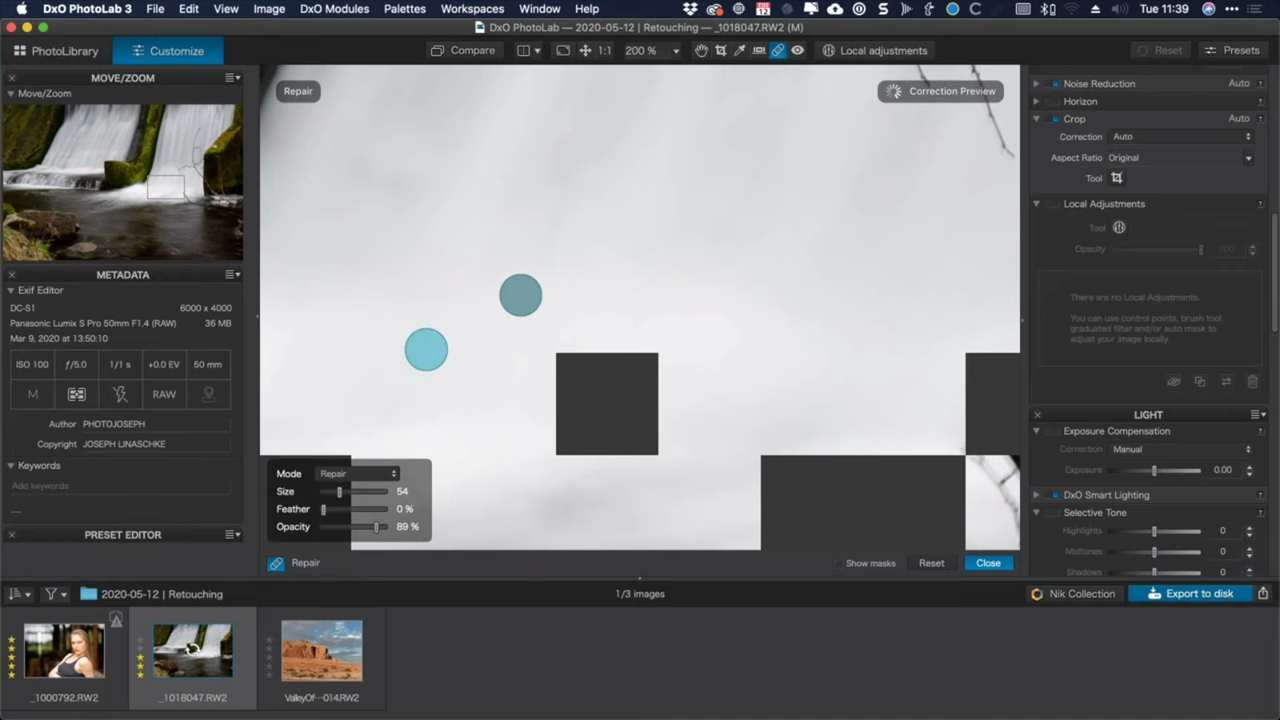 DxO PhotoLab 3 File Edit View Image DxO Modules Palettes Workspaces Window Help Tue 11:39
DxO PhotoLab 3 — 2020-05-12 | Retouching — _1018047.RW2 (M)
PhotoLibrary Customize Compare 1:1 200 % Local adjustments Reset Presets
MOVE/ZOOM
Move/Zoom
METADATA
Exif Editor
DC-S1 6000 x 4000
Panasonic Lumix S Pro 50mm F1.4 (RAW) 36 MB
Mar 9, 2020 at 13:50:10
ISO 100 ƒ/5.0 1/1 s +0.0 EV 50 mm
M RAW
Author PHOTOJOSEPH
Copyright JOSEPH LINASCHKE
Keywords
Add keywords
PRESET EDITOR
Repair
Correction Preview
Mode Repair
Size 54
Feather 0 %
Opacity 89 %
Repair Show masks Reset Close
Noise Reduction Auto
Horizon
Crop Auto
Correction Auto
Aspect Ratio Original
Tool
Local Adjustments
Tool
Opacity 100
There are no Local Adjustments.
You can use control points, brush tool,
graduated filter and/or auto mask to
adjust your image locally.
LIGHT
Exposure Compensation
Correction Manual
Exposure 0.00
DxO Smart Lighting
Selective Tone
Highlights 0
Midtones 0
Shadows 0
2020-05-12 | Retouching 1/3 images Nik Collection Export to disk
_1000792.RW2 _1018047.RW2 ValleyOf···014.RW2